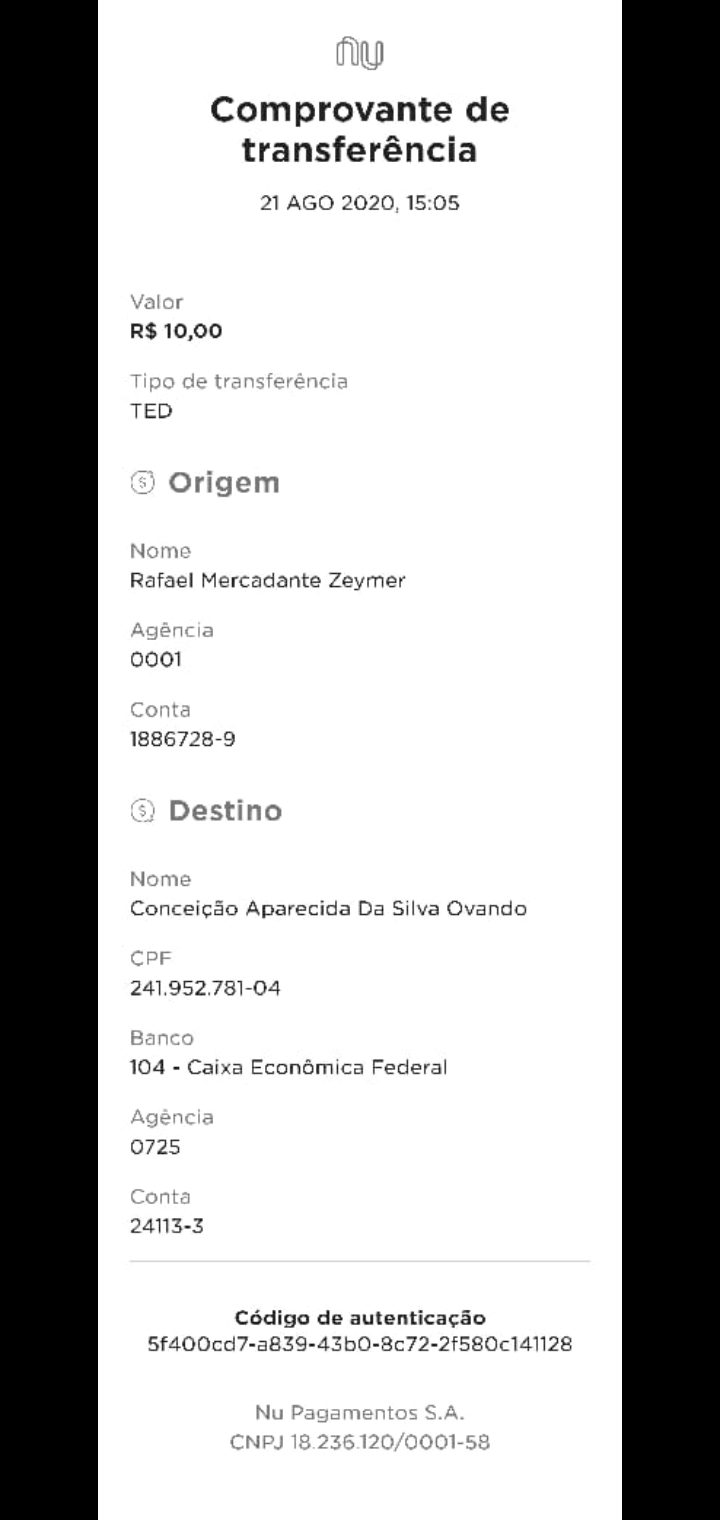 nu
Comprovante de
transferência
21 AGO 2020, 15:05
Valor
R$ 10,00
Tipo de transferência
TED
Origem
Nome
Rafael Mercadante Zeymer
Agência
0001
Conta
1886728-9
Destino
Nome
Conceição Aparecida Da Silva Ovando
CPF
241.952.781-04
Banco
104 - Caixa Econômica Federal
Agência
0725
Conta
24113-3
Código de autenticação
5f400cd7-a839-43b0-8c72-2f580c141128
Nu Pagamentos S.A.
CNPJ 18.236.120/0001-58